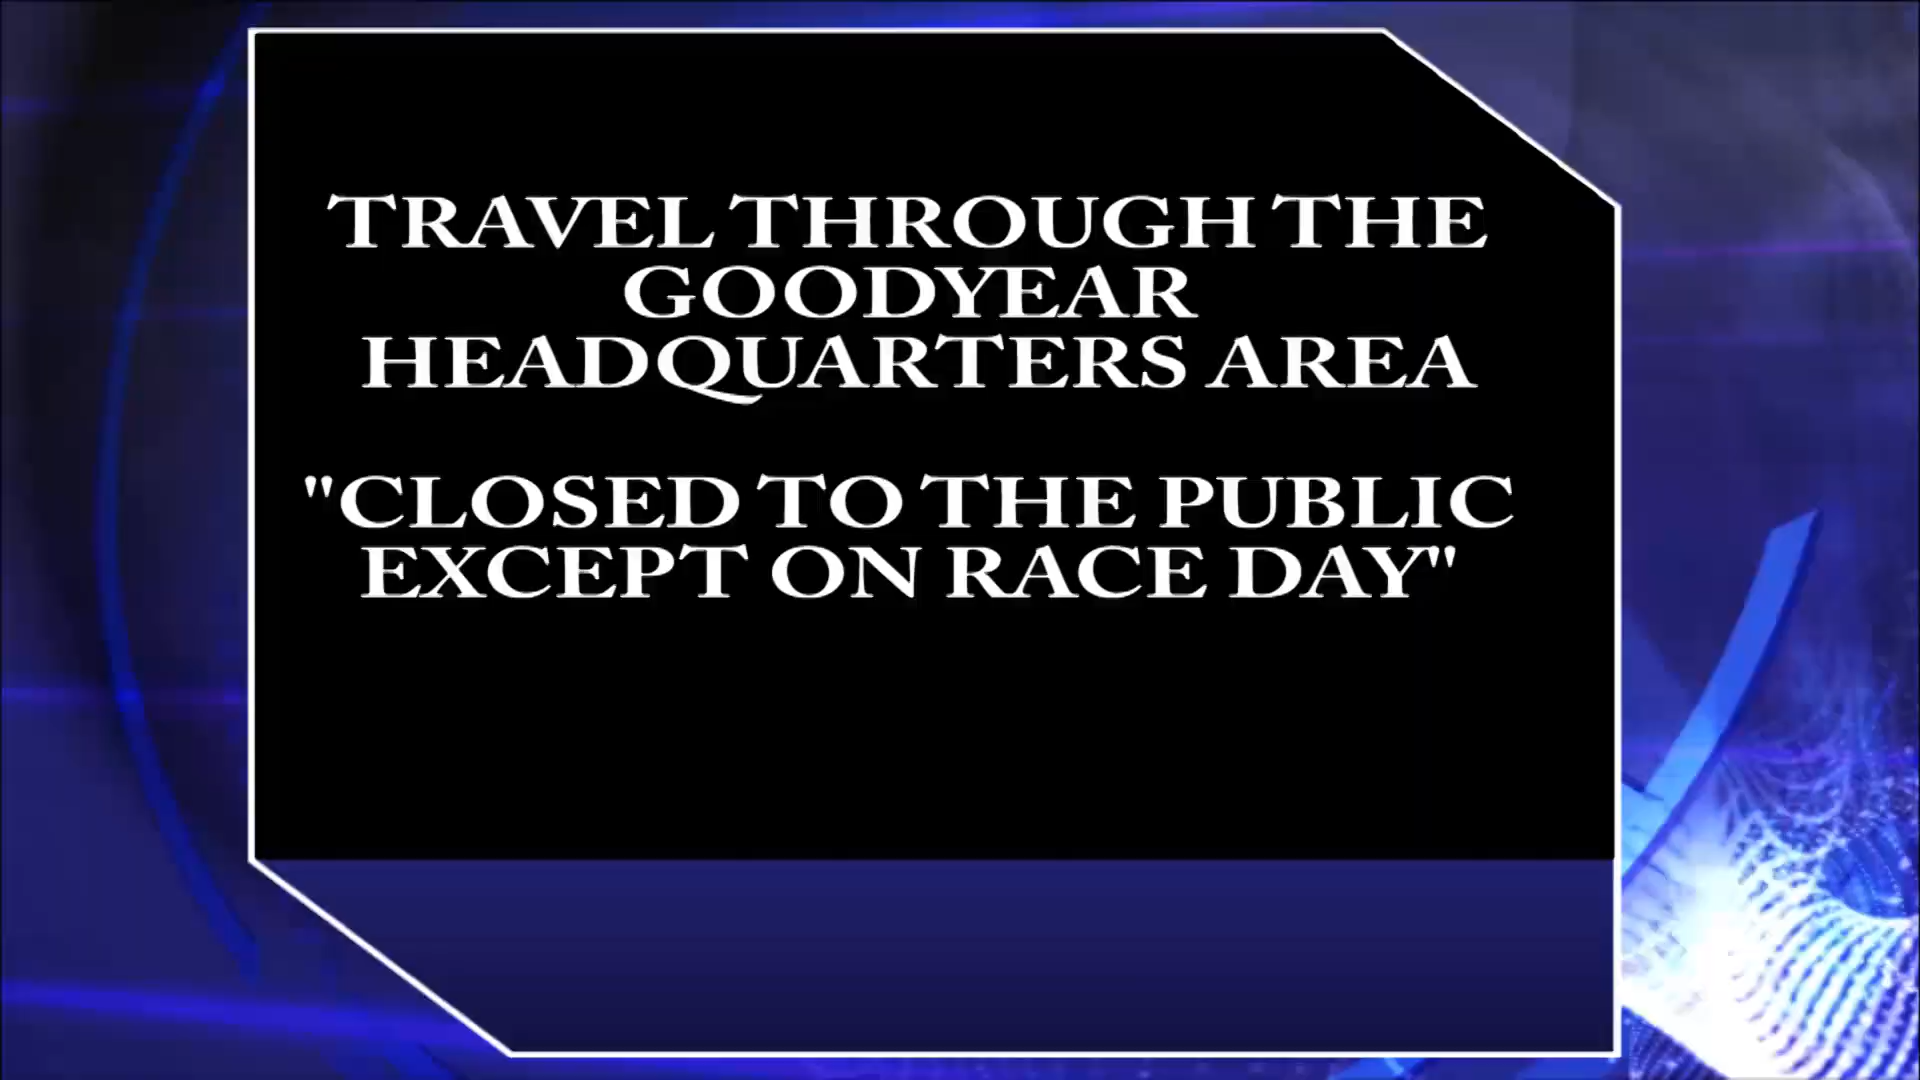 TRAVEL THROUGH THE
GOODYEAR
HEADQUARTERS AREA
"CLOSED TO THE PUBLIC
EXCEPT ON RACE DAY"